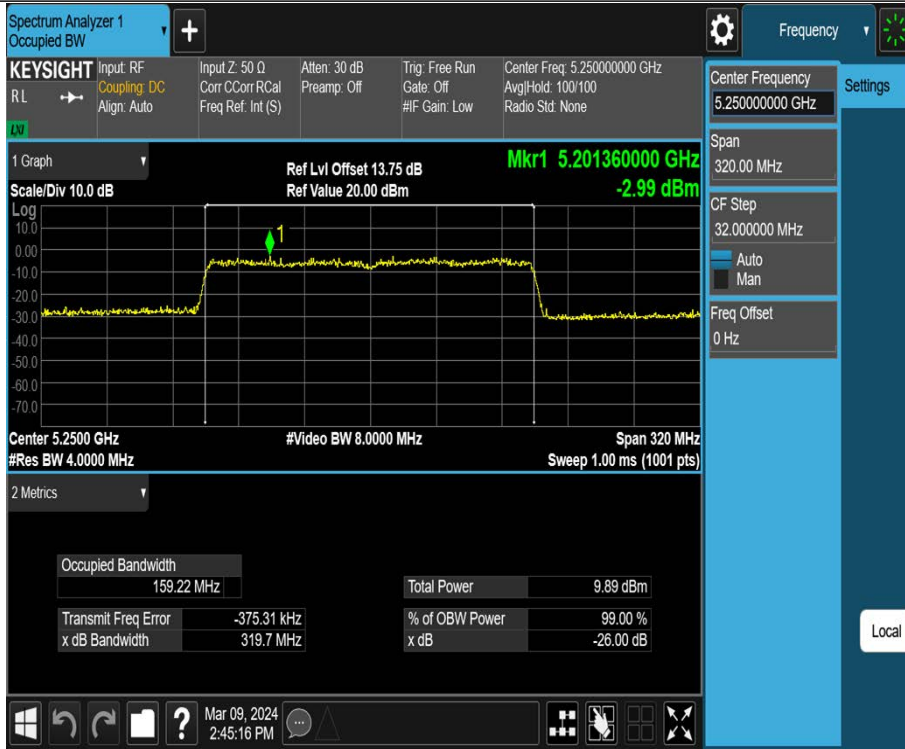 Spectrum Analyzer 1
Occupied BW
+
Frequency
KEYSIGHT
R L
LXI
Input: RF
Coupling: DC
Align: Auto
Input Z: 50 Ω
Corr CCorr RCal
Freq Ref: Int (S)
Atten: 30 dB
Preamp: Off
Trig: Free Run
Gate: Off
#IF Gain: Low
Center Freq: 5.250000000 GHz
Avg|Hold: 100/100
Radio Std: None
Center Frequency
5.250000000 GHz
Settings
Span
320.00 MHz
CF Step
32.000000 MHz
Auto
Man
Freq Offset
0 Hz
1 Graph
Scale/Div 10.0 dB
Ref Lvl Offset 13.75 dB
Ref Value 20.00 dBm
Mkr1 5.201360000 GHz
-2.99 dBm
Log
10.0
0.00
-10.0
-20.0
-30.0
-40.0
-50.0
-60.0
-70.0
1
Center 5.2500 GHz
#Res BW 4.0000 MHz
#Video BW 8.0000 MHz
Span 320 MHz
Sweep 1.00 ms (1001 pts)
2 Metrics
Occupied Bandwidth
159.22 MHz
Total Power 9.89 dBm
Transmit Freq Error -375.31 kHz
% of OBW Power 99.00 %
x dB Bandwidth 319.7 MHz
x dB -26.00 dB
Local
?
Mar 09, 2024
2:45:16 PM